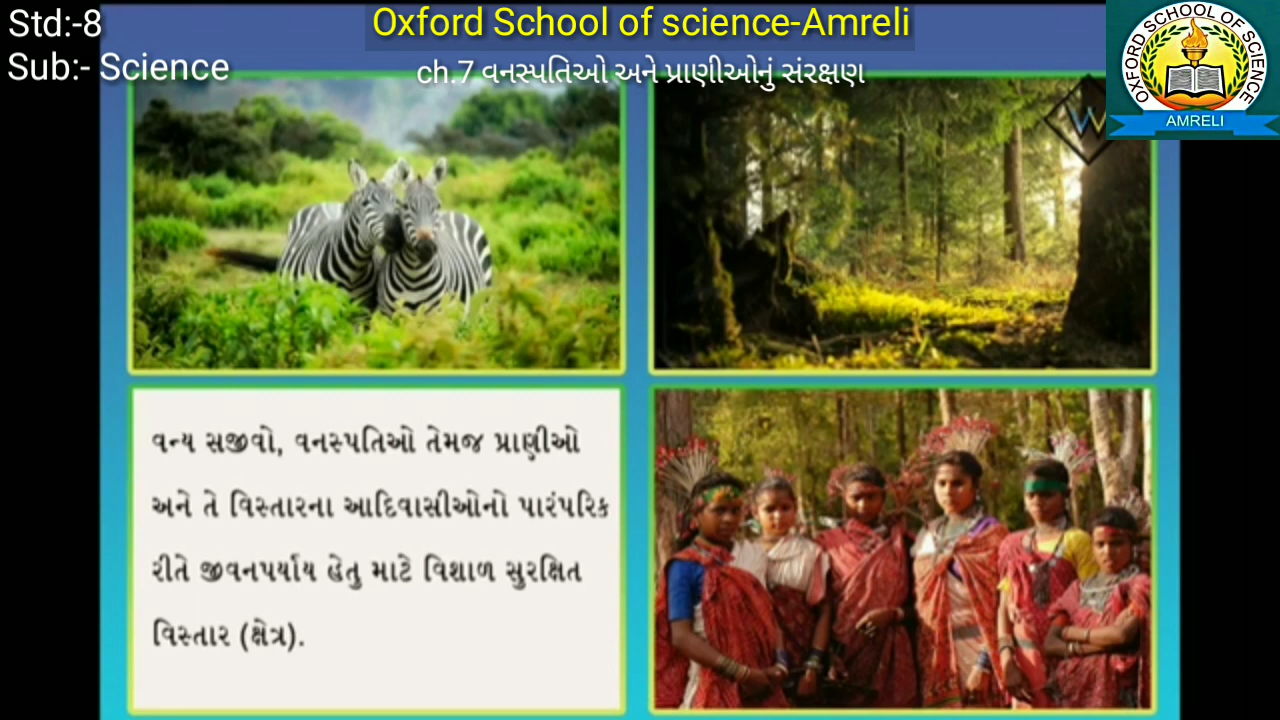 Std:-8
Oxford School of science-Amreli
Sub:- Science
ch.7 વનસ્પતિઓ અને પ્રાણીઓનું સંરક્ષણ
OXFORD SCHOOL OF SCIENCE
AMRELI
W
વન્ય સજીવો, વનસ્પતિઓ તેમજ પ્રાણીઓ
અને તે વિસ્તારના આદિવાસીઓનો પારંપરિક
રીતે જીવનપર્યાય હેતુ માટે વિશાળ સુરક્ષિત
વિસ્તાર (ક્ષેત્ર).